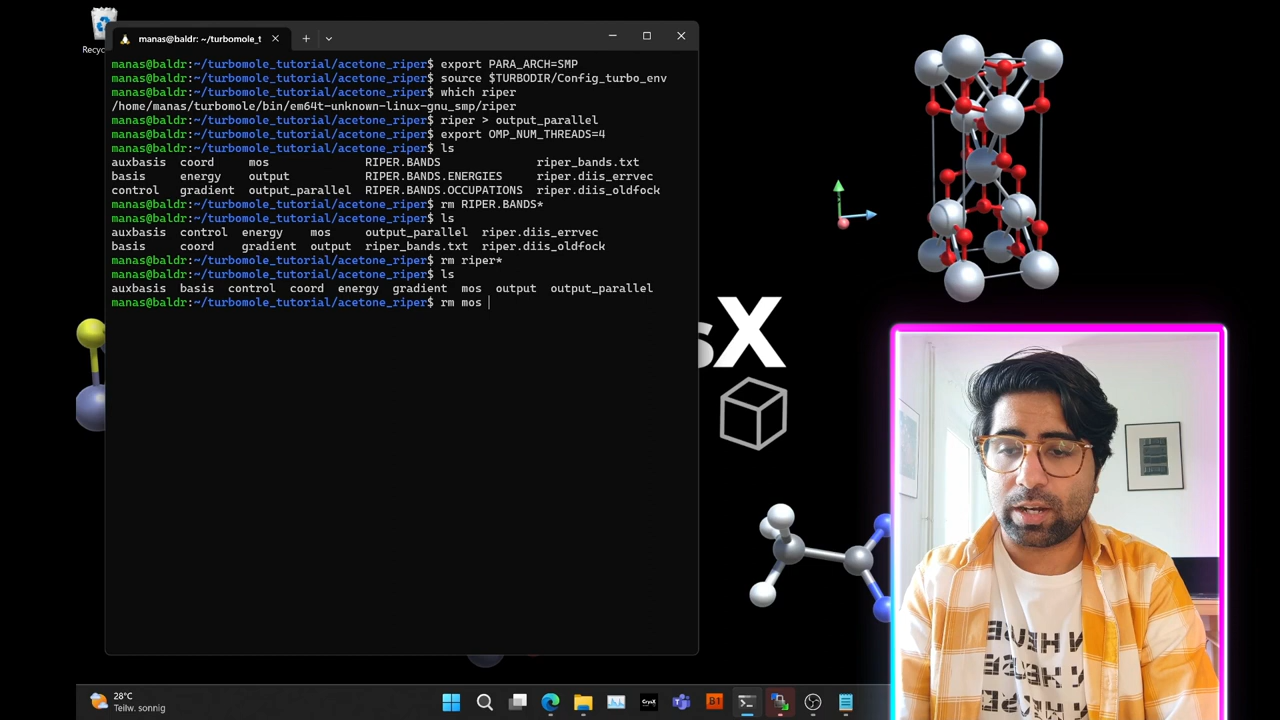 Recyc
manas@baldr: ~/turbomole_t
manas@baldr:~/turbomole_tutorial/acetone_riper$ export PARA_ARCH=SMP
manas@baldr:~/turbomole_tutorial/acetone_riper$ source $TURBODIR/Config_turbo_env
manas@baldr:~/turbomole_tutorial/acetone_riper$ which riper
/home/manas/turbomole/bin/em64t-unknown-linux-gnu_smp/riper
manas@baldr:~/turbomole_tutorial/acetone_riper$ riper > output_parallel
manas@baldr:~/turbomole_tutorial/acetone_riper$ export OMP_NUM_THREADS=4
manas@baldr:~/turbomole_tutorial/acetone_riper$ ls
auxbasis coord mos RIPER.BANDS riper_bands.txt
basis energy output RIPER.BANDS.ENERGIES riper.diis_errvec
control gradient output_parallel RIPER.BANDS.OCCUPATIONS riper.diis_oldfock
manas@baldr:~/turbomole_tutorial/acetone_riper$ rm RIPER.BANDS*
manas@baldr:~/turbomole_tutorial/acetone_riper$ ls
auxbasis control energy mos output_parallel riper.diis_errvec
basis coord gradient output riper_bands.txt riper.diis_oldfock
manas@baldr:~/turbomole_tutorial/acetone_riper$ rm riper*
manas@baldr:~/turbomole_tutorial/acetone_riper$ ls
auxbasis basis control coord energy gradient mos output output_parallel
manas@baldr:~/turbomole_tutorial/acetone_riper$ rm mos
sX
28°C
Teilw. sonnig
CrysX
B1